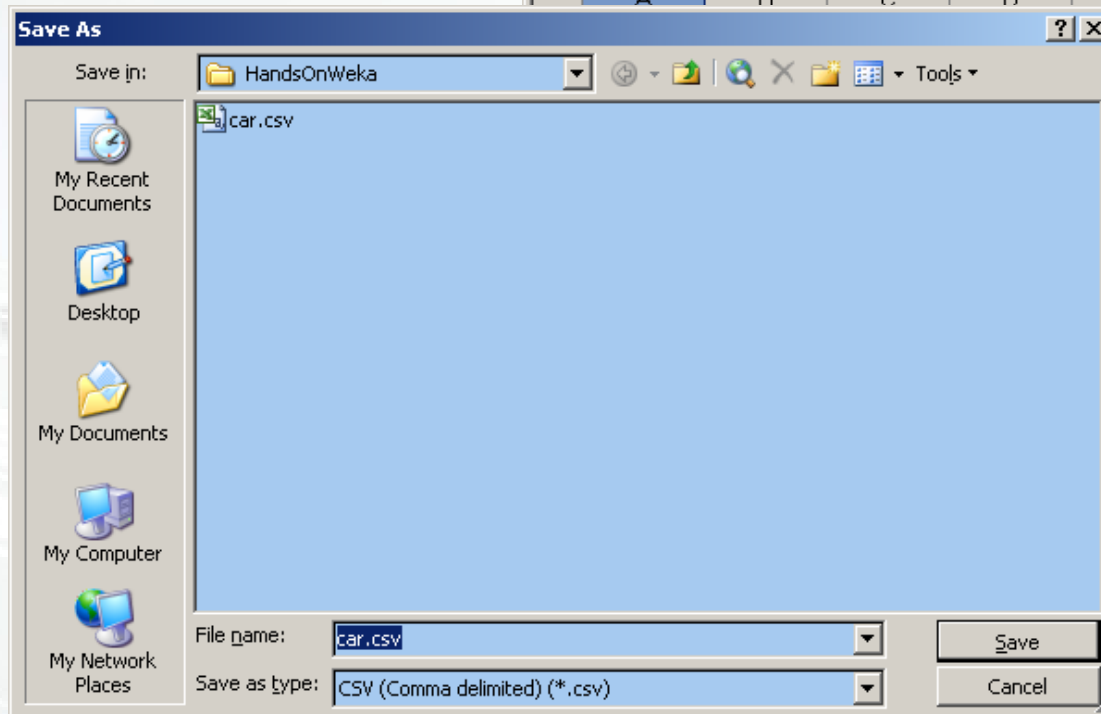 Save As
Save in:
HandsOnWeka
Tools
car.csv
My Recent
Documents
Desktop
My Documents
My Computer
My Network
Places
File name:
car.csv
Save
Save as type:
CSV (Comma delimited) (*.csv)
Cancel